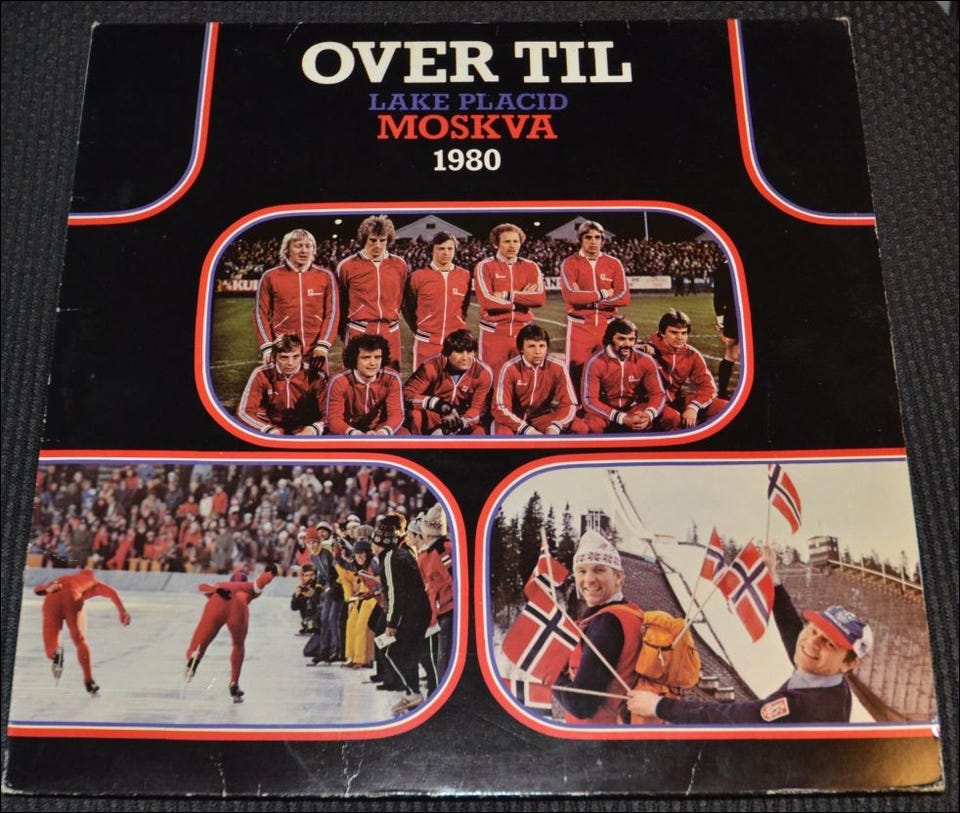 OVER TIL
LAKE PLACID
MOSKVA
1980